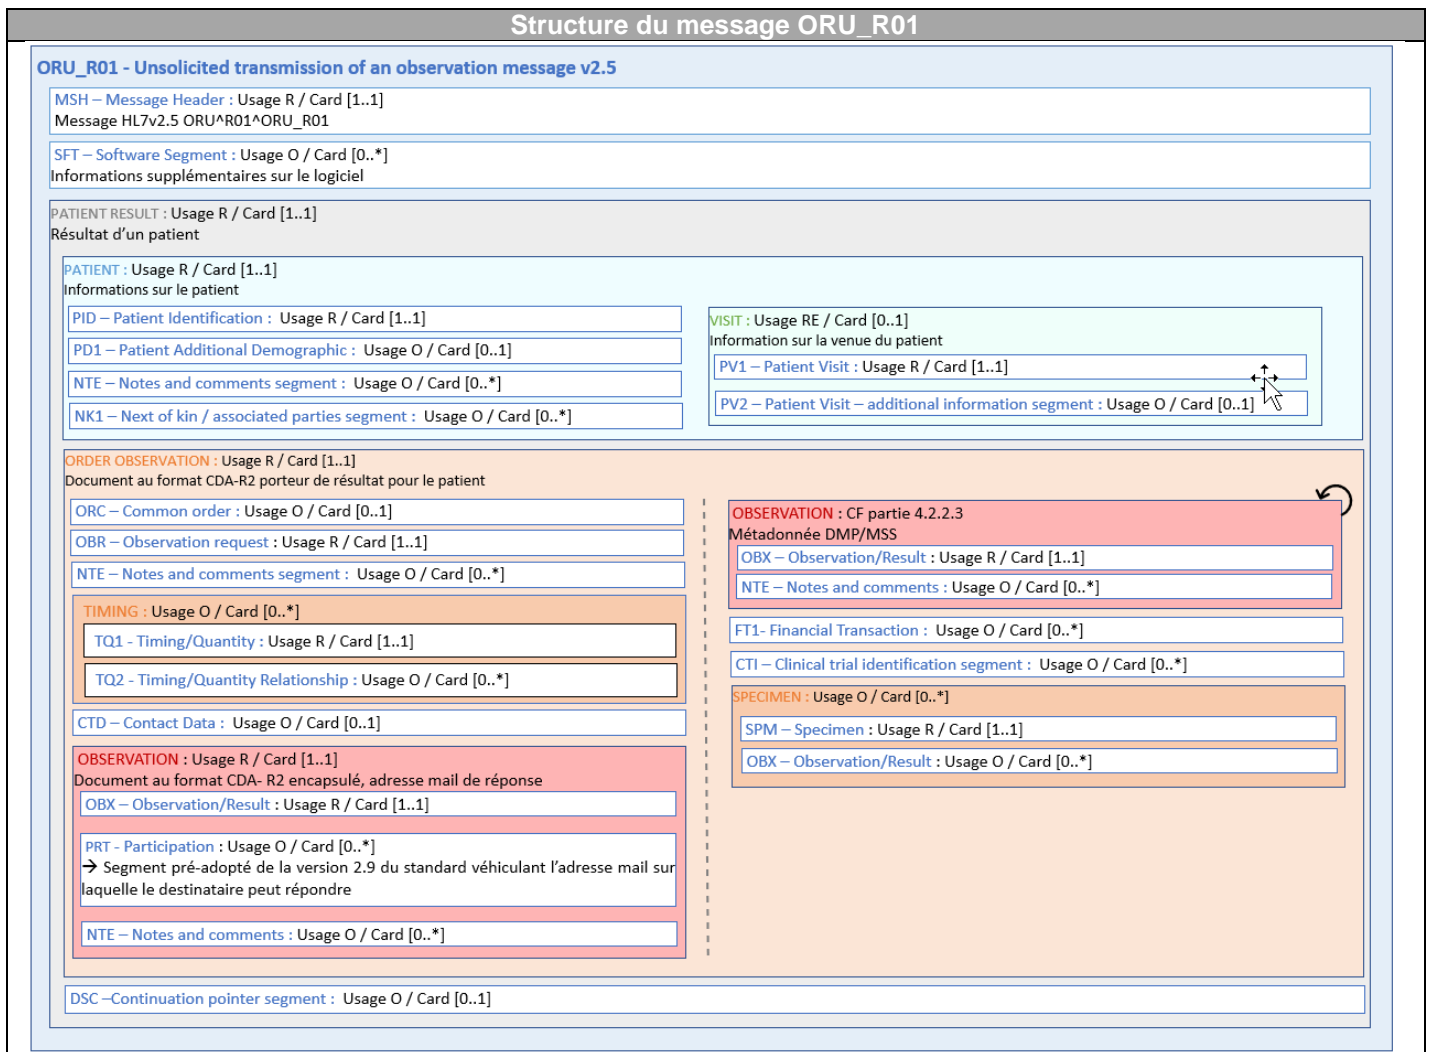 Structure du message ORU_R01
ORU_R01 - Unsolicited transmission of an observation message v2.5
MSH – Message Header : Usage R / Card [1..1]
Message HL7v2.5 ORU^R01^ORU_R01
SFT – Software Segment : Usage O / Card [0..*]
Informations supplémentaires sur le logiciel
PATIENT RESULT : Usage R / Card [1..1]
Résultat d'un patient
PATIENT : Usage R / Card [1..1]
Informations sur le patient
PID – Patient Identification : Usage R / Card [1..1]
PD1 – Patient Additional Demographic : Usage O / Card [0..1]
NTE – Notes and comments segment : Usage O / Card [0..*]
NK1 – Next of kin / associated parties segment : Usage O / Card [0..*]
VISIT : Usage RE / Card [0..1]
Information sur la venue du patient
PV1 – Patient Visit : Usage R / Card [1..1]
PV2 – Patient Visit – additional information segment : Usage O / Card [0..1]
ORDER OBSERVATION : Usage R / Card [1..1]
Document au format CDA-R2 porteur de résultat pour le patient
ORC – Common order : Usage O / Card [0..1]
OBR – Observation request : Usage R / Card [1..1]
NTE – Notes and comments segment : Usage O / Card [0..*]
TIMING : Usage O / Card [0..*]
TQ1 - Timing/Quantity : Usage R / Card [1..1]
TQ2 - Timing/Quantity Relationship : Usage O / Card [0..*]
CTD – Contact Data : Usage O / Card [0..1]
OBSERVATION : Usage R / Card [1..1]
Document au format CDA- R2 encapsulé, adresse mail de réponse
OBX – Observation/Result : Usage R / Card [1..1]
PRT - Participation : Usage O / Card [0..*]
→ Segment pré-adopté de la version 2.9 du standard véhiculant l'adresse mail sur
laquelle le destinataire peut répondre
NTE – Notes and comments : Usage O / Card [0..*]
OBSERVATION : CF partie 4.2.2.3
Métadonnée DMP/MSS
OBX – Observation/Result : Usage R / Card [1..1]
NTE – Notes and comments : Usage O / Card [0..*]
FT1- Financial Transaction : Usage O / Card [0..*]
CTI – Clinical trial identification segment : Usage O / Card [0..*]
SPECIMEN : Usage O / Card [0..*]
SPM – Specimen : Usage R / Card [1..1]
OBX – Observation/Result : Usage O / Card [0..*]
DSC –Continuation pointer segment : Usage O / Card [0..1]